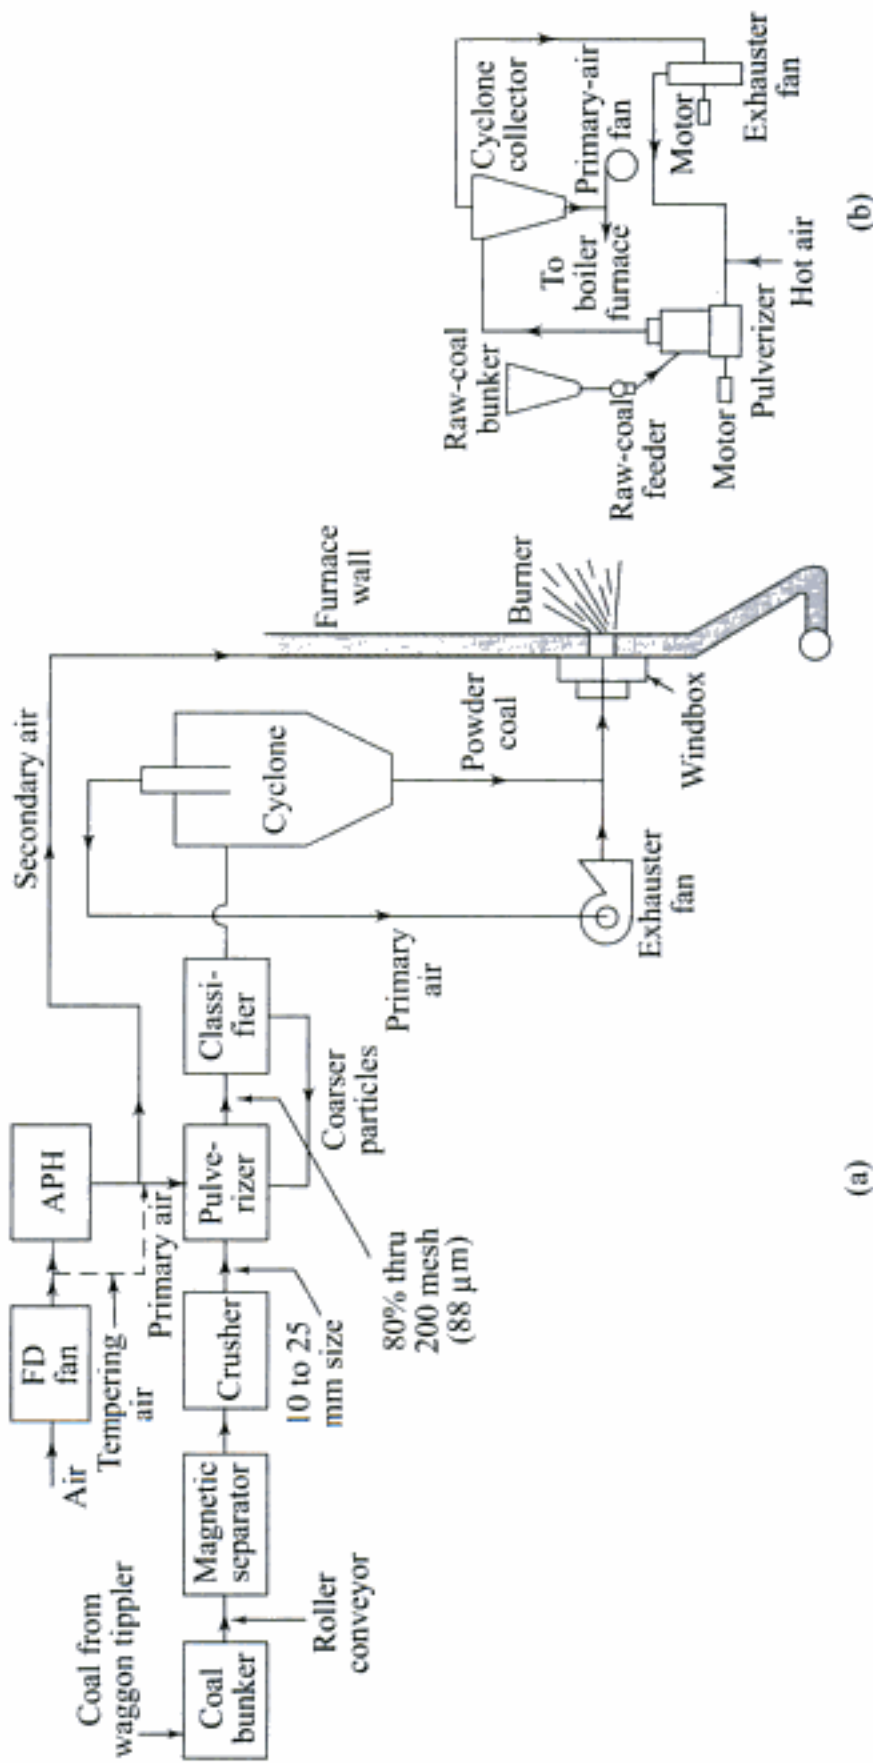 Coal from
waggon tippler
Coal
bunker
Roller
conveyor
Magnetic
separator
Crusher
10 to 25
mm size
Air
FD
fan
Tempering
air
APH
Primary air
Pulve-
rizer
80% thru
200 mesh
(88 μm)
Classi-
fier
Coarser
particles
Secondary air
Cyclone
Primary
air
Powder
coal
Exhauster
fan
Furnace
wall
Burner
Windbox
(a)
Raw-coal
bunker
Raw-coal
feeder
Motor
Pulverizer
Hot air
Cyclone
collector
To
boiler
furnace
Primary-air
fan
Motor
Exhauster
fan
(b)